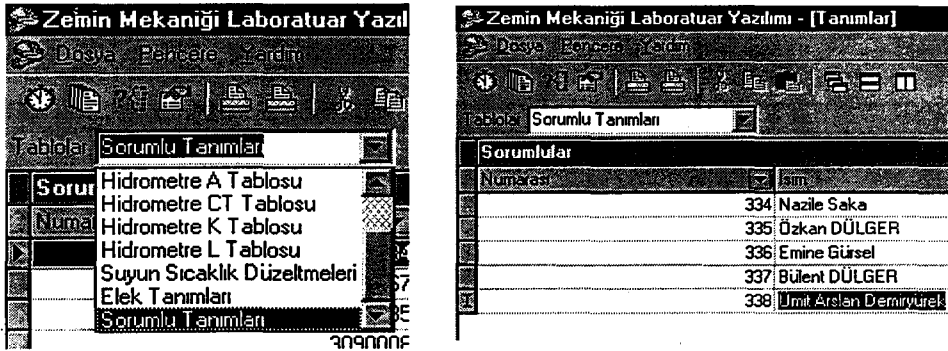 Zemin Mekaniği Laboratuar Yazıl
Dosya Pencere Yardım
Tablolar Sorumlu Tanımları
Hidrometre A Tablosu
Hidrometre CT Tablosu
Hidrometre K Tablosu
Hidrometre L Tablosu
Suyun Sıcaklık Düzeltmeleri
Elek Tanımları
Sorumlu Tanımları
Sorur
Numar
309000E
Zemin Mekaniği Laboratuar Yazılımı - [Tanımlar]
Dosya Pencere Yardım
Tablolar Sorumlu Tanımları
Sorumlular
Numarası İsim
334 Nazile Saka
335 Özkan DÜLGER
336 Emine Gürsel
337 Bülent DÜLGER
338 Ümit Arslan Demiryürek